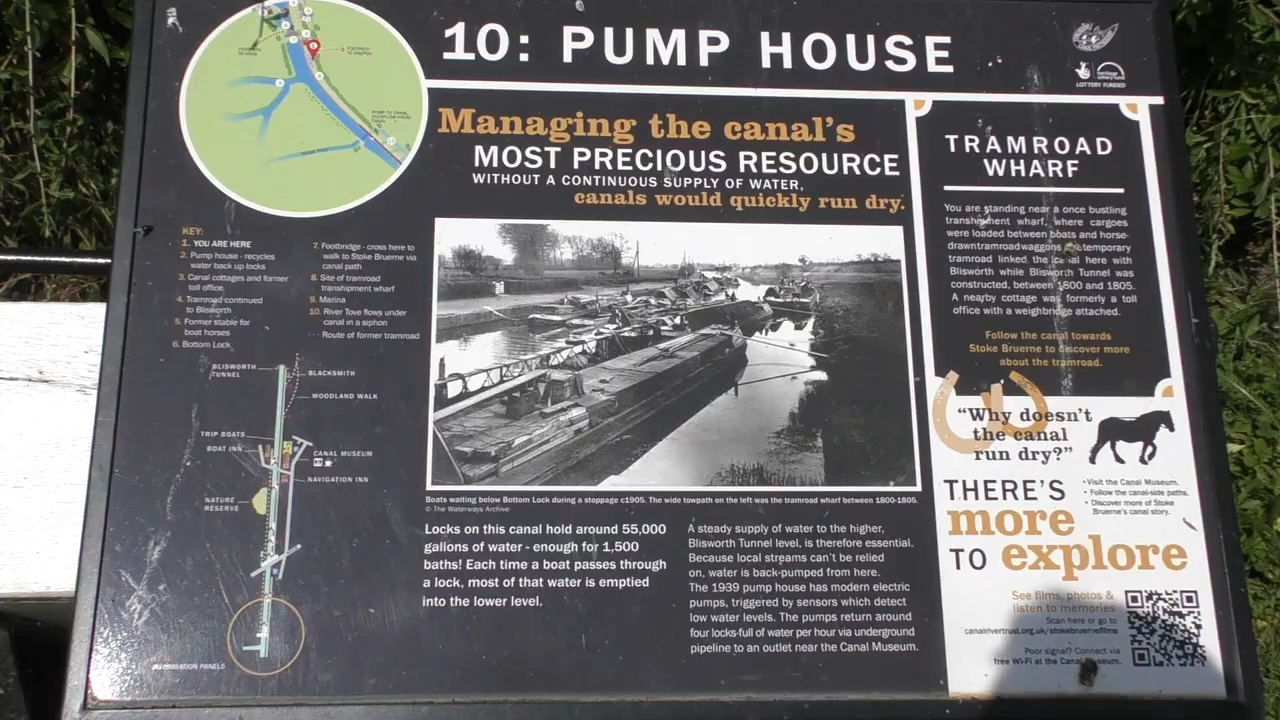 10: PUMP HOUSE
LOTTERY FUNDED
Managing the canal's
MOST PRECIOUS RESOURCE
WITHOUT A CONTINUOUS SUPPLY OF WATER,
canals would quickly run dry.
KEY:
1. YOU ARE HERE
2. Pump house - recycles
water back up locks
3. Canal cottages and former
toll office
4. Tramroad continued
to Blisworth
5. Former stable for
boat horses
6. Bottom Lock
7. Footbridge - cross here to
walk to Stoke Bruerne via
canal path
8. Site of tramroad
transhipment wharf
9. Marina
10. River Tove flows under
canal in a siphon
Route of former tramroad
BLISWORTH
TUNNEL
BLACKSMITH
WOODLAND WALK
TRIP BOATS
BOAT INN
CANAL MUSEUM
NAVIGATION INN
NATURE
RESERVE
INFORMATION PANELS
Boats waiting below Bottom Lock during a stoppage c1905. The wide towpath on the left was the tramroad wharf between 1800-1805.
© The Waterways Archive
Locks on this canal hold around 55,000
gallons of water - enough for 1,500
baths! Each time a boat passes through
a lock, most of that water is emptied
into the lower level.
A steady supply of water to the higher,
Blisworth Tunnel level, is therefore essential.
Because local streams can't be relied
on, water is back-pumped from here.
The 1939 pump house has modern electric
pumps, triggered by sensors which detect
low water levels. The pumps return around
four locks-full of water per hour via underground
pipeline to an outlet near the Canal Museum.
TRAMROAD
WHARF
You are standing near a once bustling
transhipment wharf, where cargoes
were loaded between boats and horse-
drawn tramroad waggons. A temporary
tramroad linked the canal here with
Blisworth while Blisworth Tunnel was
constructed, between 1800 and 1805.
A nearby cottage was formerly a toll
office with a weighbridge attached.
Follow the canal towards
Stoke Bruerne to discover more
about the tramroad.
"Why doesn't
the canal
run dry?"
THERE'S
more
TO explore
• Visit the Canal Museum.
• Follow the canal-side paths.
• Discover more of Stoke
Bruerne's canal story.
See films, photos &
listen to memories
Scan here or go to
canalrivertrust.org.uk/stokebruernefilms
Poor signal? Connect via
free Wi-Fi at the Canal Museum.